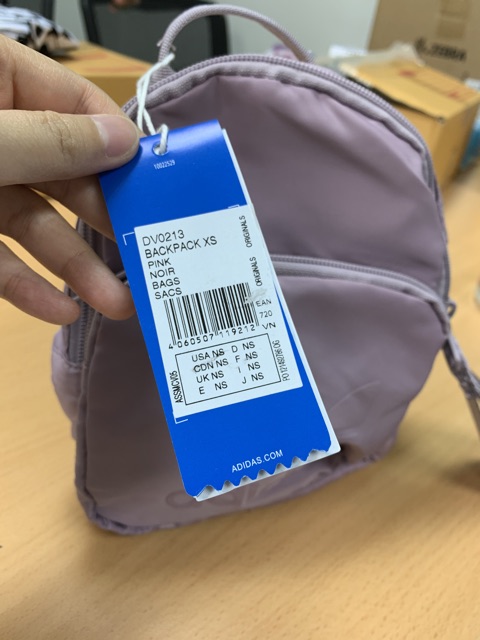 10022529
DV0213
BACKPACK XS
PINK
NOIR
BAGS
SACS
ORIGINALS
ORIGINALS
EAN
720
VN
4 060507 119212
ASSMCV05
USA NS D NS
CDN NS F NS
UK NS I NS
E NS J NS
ADIDAS.COM